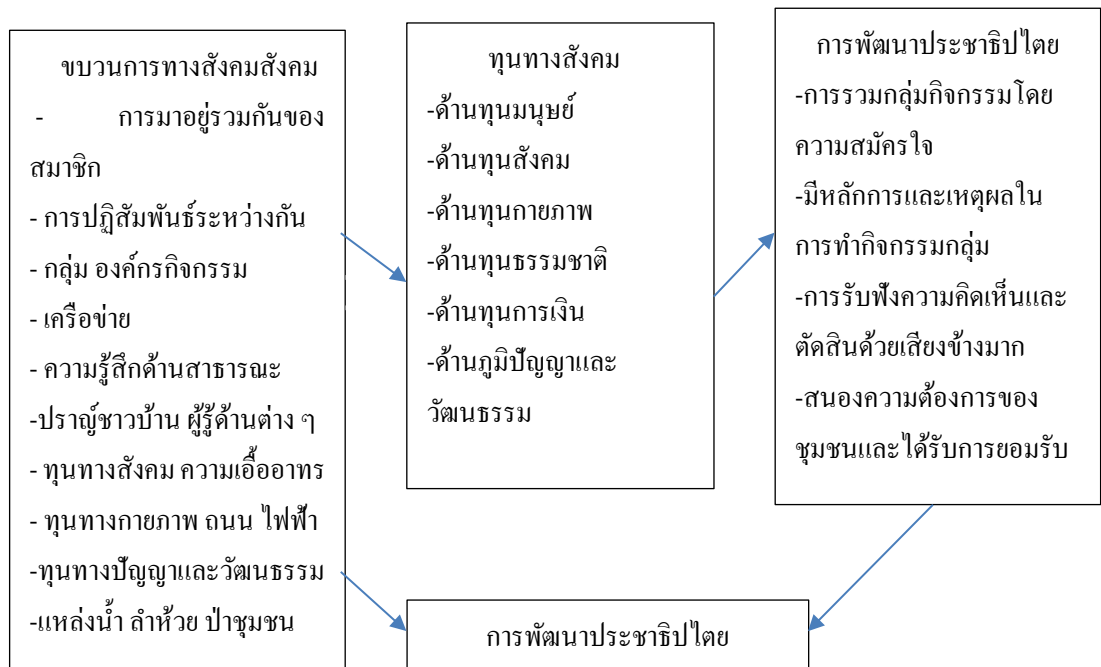 ขบวนการทางสังคมสังคม
- การมาอยู่รวมกันของ
สมาชิก
- การปฏิสัมพันธ์ระหว่างกัน
- กลุ่ม องค์กรกิจกรรม
- เครือข่าย
- ความรู้สึกด้านสาธารณะ
-ปราญ์ชาวบ้าน ผู้รู้ด้านต่าง ๆ
- ทุนทางสังคม ความเอื้ออาทร
- ทุนทางกายภาพ ถนน ไฟฟ้า
-ทุนทางปัญญาและวัฒนธรรม
-แหล่งน้ำ ลำห้วย ป่าชุมชน
ทุนทางสังคม
-ด้านทุนมนุษย์
-ด้านทุนสังคม
-ด้านทุนกายภาพ
-ด้านทุนธรรมชาติ
-ด้านทุนการเงิน
-ด้านภูมิปัญญาและ
วัฒนธรรม
การพัฒนาประชาธิปไตย
-การรวมกลุ่มกิจกรรมโดย
ความสมัครใจ
-มีหลักการและเหตุผลใน
การทำกิจกรรมกลุ่ม
-การรับฟังความคิดเห็นและ
ตัดสินด้วยเสียงข้างมาก
-สนองความต้องการของ
ชุมชนและได้รับการยอมรับ
การพัฒนาประชาธิปไตย